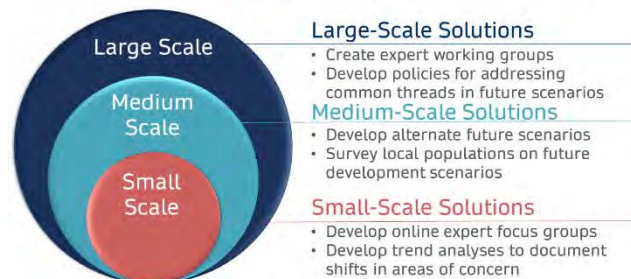 Large Scale
Medium
Scale
Small
Scale
Large-Scale Solutions
• Create expert working groups
• Develop policies for addressing
common threads in future scenarios
Medium-Scale Solutions
• Develop alternate future scenarios
• Survey local populations on future
development scenarios
Small-Scale Solutions
• Develop online expert focus groups
• Develop trend analyses to document
shifts in areas of concern